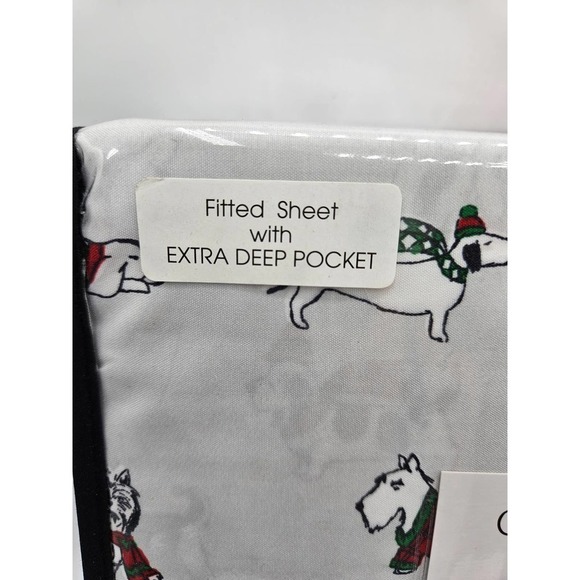 Fitted Sheet
with
EXTRA DEEP POCKET